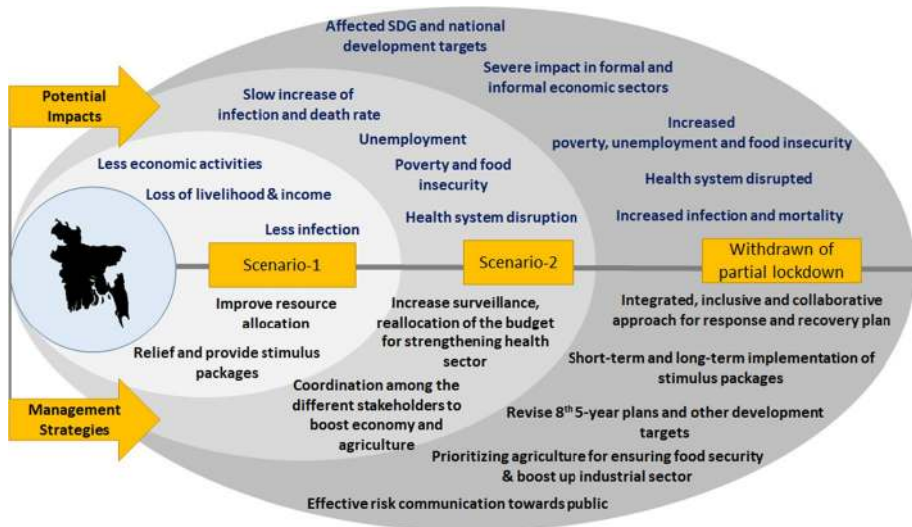 Affected SDG and national
development targets
Severe impact in formal and
informal economic sectors
Potential
Impacts
Slow increase of
infection and death rate
Increased
poverty, unemployment and food insecurity
Unemployment
Less economic activities
Poverty and food
insecurity
Health system disrupted
Loss of livelihood & income
Health system disruption
Increased infection and mortality
Less infection
Scenario-1
Scenario-2
Withdrawn of
partial lockdown
Improve resource
allocation
Increase surveillance,
reallocation of the budget
for strengthening health
sector
Integrated, inclusive and collaborative
approach for response and recovery plan
Relief and provide stimulus
packages
Short-term and long-term implementation of
stimulus packages
Coordination among the
different stakeholders to
boost economy and
agriculture
Management
Strategies
Revise 8th 5-year plans and other development
targets
Prioritizing agriculture for ensuring food security
& boost up industrial sector
Effective risk communication towards public